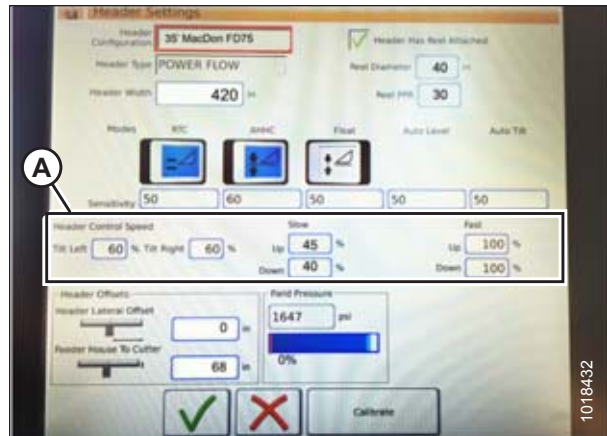 Header Settings
Header Configuration 35' MacDon FD75 Header Has Reel Attached
Header Type POWER FLOW Reel Diameter 40 in
Header Width 420 in Reel PPR 30
Modes RTC AHHC Float Auto Level Auto Tilt
A
Sensitivity 50 60 50 50 50
Header Control Speed Slow Fast
Tilt Left 60 % Tilt Right 60 % Up 45 % Up 100 %
Down 40 % Down 100 %
Header Offsets Field Pressure
Header Lateral Offset 0 in 1647 psi
Feeder House To Cutter 68 in 0%
Calibrate
1018432